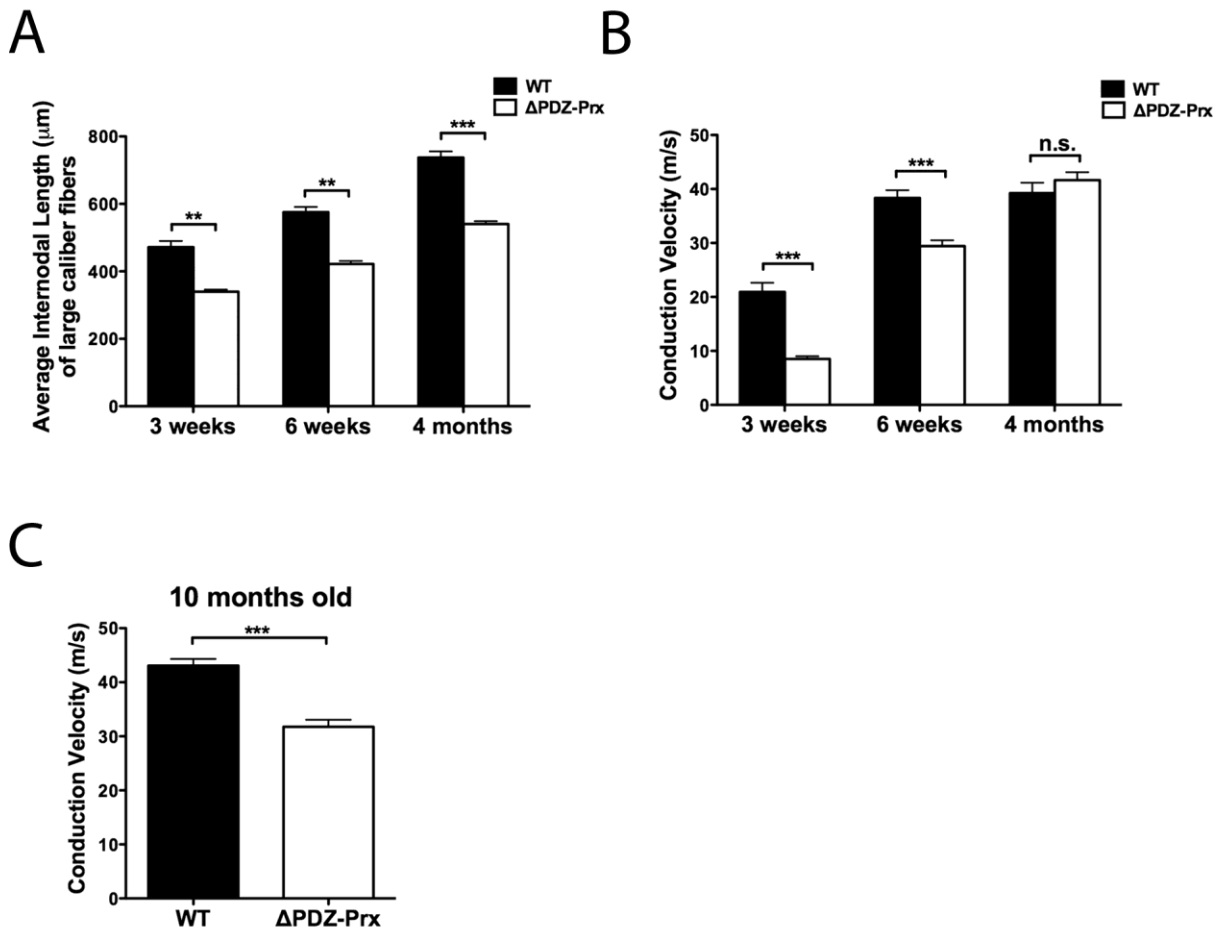 A
WT
ΔPDZ-Prx
Average Internodal Length (μm)
of large caliber fibers
800
600
400
200
0
**
**
***
3 weeks 6 weeks 4 months
B
WT
ΔPDZ-Prx
Conduction Velocity (m/s)
50
40
30
20
10
0
***
***
n.s.
3 weeks 6 weeks 4 months
C
10 months old
Conduction Velocity (m/s)
50
40
30
20
10
0
***
WT ΔPDZ-Prx